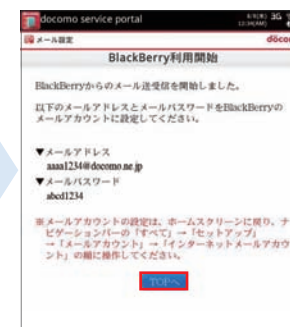 docomo service portal
3G
12:34(AM)
メール設定
docom
BlackBerry利用開始
BlackBerryからのメール送受信を開始しました。
以下のメールアドレスとメールパスワードをBlackBerryの
メールアカウントに設定してください。
▼メールアドレス
aaaa1234@docomo.ne.jp
▼メールパスワード
abcd1234
※メールアカウントの設定は、ホームスクリーンに戻り、ナ
ビゲーションバーの「すべて」→「セットアップ」
→「メールアカウント」→「インターネットメールアカウ
ント」の順に操作してください。
TOPへ